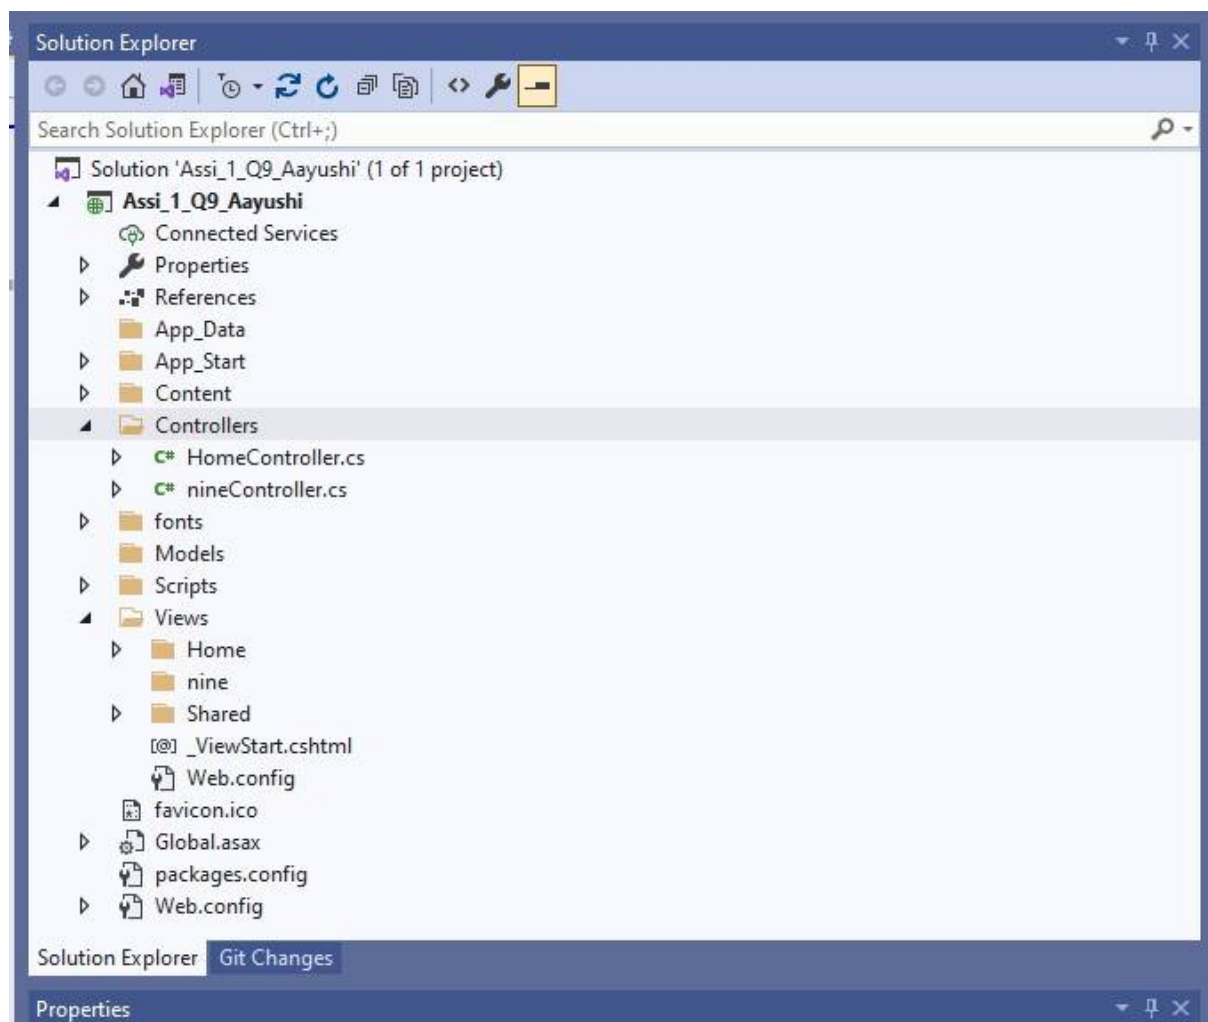 Solution Explorer
Search Solution Explorer (Ctrl+;)
Solution 'Assi_1_Q9_Aayushi' (1 of 1 project)
Assi_1_Q9_Aayushi
Connected Services
Properties
References
App_Data
App_Start
Content
Controllers
C# HomeController.cs
C# nineController.cs
fonts
Models
Scripts
Views
Home
nine
Shared
[@] _ViewStart.cshtml
Web.config
favicon.ico
Global.asax
packages.config
Web.config
Solution Explorer Git Changes
Properties